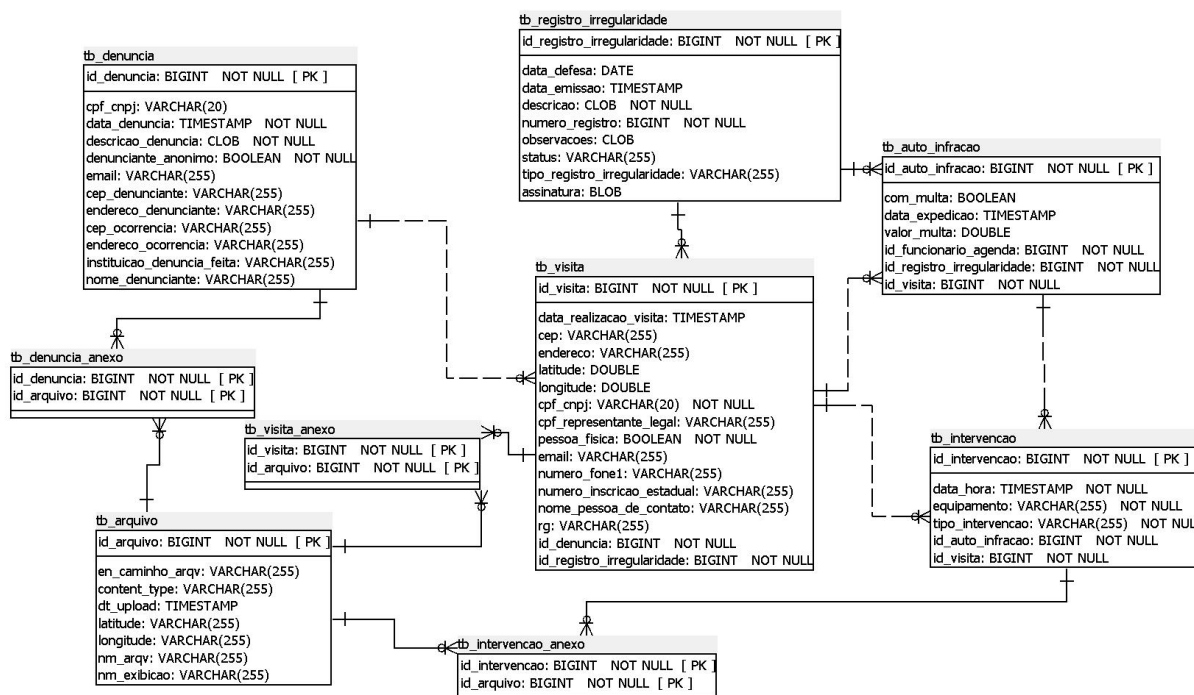 tb_registro_irregularidade
id_registro_irregularidade: BIGINT NOT NULL [ PK ]
data_defesa: DATE
data_emissao: TIMESTAMP
descricao: CLOB NOT NULL
numero_registro: BIGINT NOT NULL
observacoes: CLOB
status: VARCHAR(255)
tipo_registro_irregularidade: VARCHAR(255)
assinatura: BLOB
tb_denuncia
id_denuncia: BIGINT NOT NULL [ PK ]
cpf_cnpj: VARCHAR(20)
data_denuncia: TIMESTAMP NOT NULL
descricao_denuncia: CLOB NOT NULL
denunciante_anonimo: BOOLEAN NOT NULL
email: VARCHAR(255)
cep_denunciante: VARCHAR(255)
endereco_denunciante: VARCHAR(255)
cep_ocorrencia: VARCHAR(255)
endereco_ocorrencia: VARCHAR(255)
instituicao_denuncia_feita: VARCHAR(255)
nome_denunciante: VARCHAR(255)
tb_auto_infracao
id_auto_infracao: BIGINT NOT NULL [ PK ]
com_multa: BOOLEAN
data_expedicao: TIMESTAMP
valor_multa: DOUBLE
id_funcionario_agenda: BIGINT NOT NULL
id_registro_irregularidade: BIGINT NOT NULL
id_visita: BIGINT NOT NULL
tb_visita
id_visita: BIGINT NOT NULL [ PK ]
data_realizacao_visita: TIMESTAMP
cep: VARCHAR(255)
endereco: VARCHAR(255)
latitude: DOUBLE
longitude: DOUBLE
cpf_cnpj: VARCHAR(20) NOT NULL
cpf_representante_legal: VARCHAR(255)
pessoa_fisica: BOOLEAN NOT NULL
email: VARCHAR(255)
numero_fone1: VARCHAR(255)
numero_inscricao_estadual: VARCHAR(255)
nome_pessoa_de_contato: VARCHAR(255)
rg: VARCHAR(255)
id_denuncia: BIGINT NOT NULL
id_registro_irregularidade: BIGINT NOT NULL
tb_denuncia_anexo
id_denuncia: BIGINT NOT NULL [ PK ]
id_arquivo: BIGINT NOT NULL [ PK ]
tb_visita_anexo
id_visita: BIGINT NOT NULL [ PK ]
id_arquivo: BIGINT NOT NULL [ PK ]
tb_intervencao
id_intervencao: BIGINT NOT NULL [ PK ]
data_hora: TIMESTAMP NOT NULL
equipamento: VARCHAR(255) NOT NULL
tipo_intervencao: VARCHAR(255) NOT NULL
id_auto_infracao: BIGINT NOT NULL
id_visita: BIGINT NOT NULL
tb_arquivo
id_arquivo: BIGINT NOT NULL [ PK ]
en_caminho_arqv: VARCHAR(255)
content_type: VARCHAR(255)
dt_upload: TIMESTAMP
latitude: VARCHAR(255)
longitude: VARCHAR(255)
nm_arqv: VARCHAR(255)
nm_exibicao: VARCHAR(255)
tb_intervencao_anexo
id_intervencao: BIGINT NOT NULL [ PK ]
id_arquivo: BIGINT NOT NULL [ PK ]